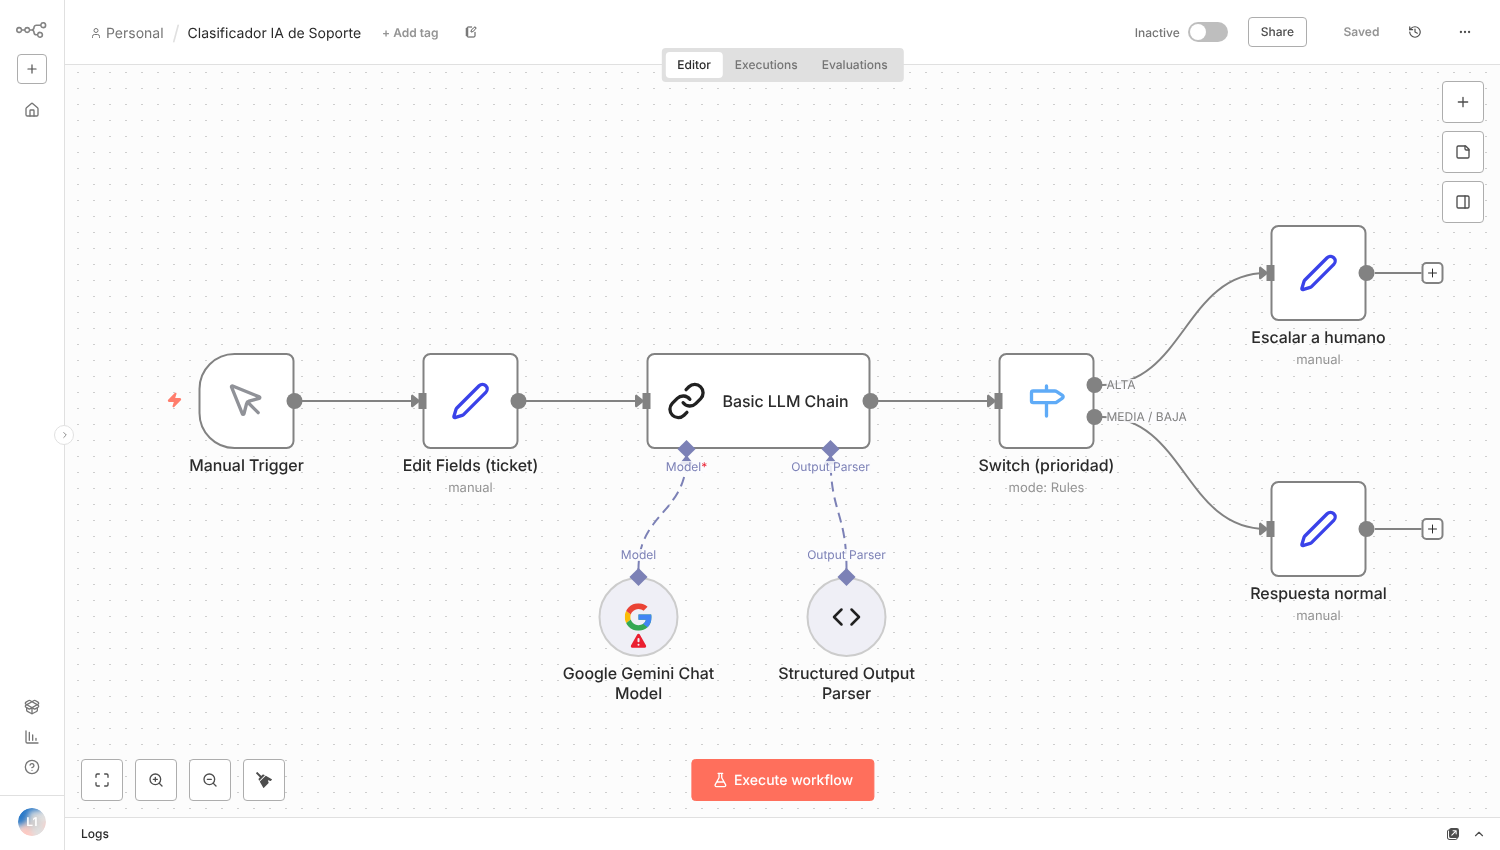 Personal / Clasificador IA de Soporte + Add tag
Inactive Share Saved
Editor Executions Evaluations
Escalar a humano
manual
Basic LLM Chain
ALTA
MEDIA / BAJA
Manual Trigger
Edit Fields (ticket)
manual
Model*
Output Parser
Switch (prioridad)
mode: Rules
Model
Output Parser
Respuesta normal
manual
Google Gemini Chat
Model
Structured Output
Parser
Execute workflow
L1
Logs